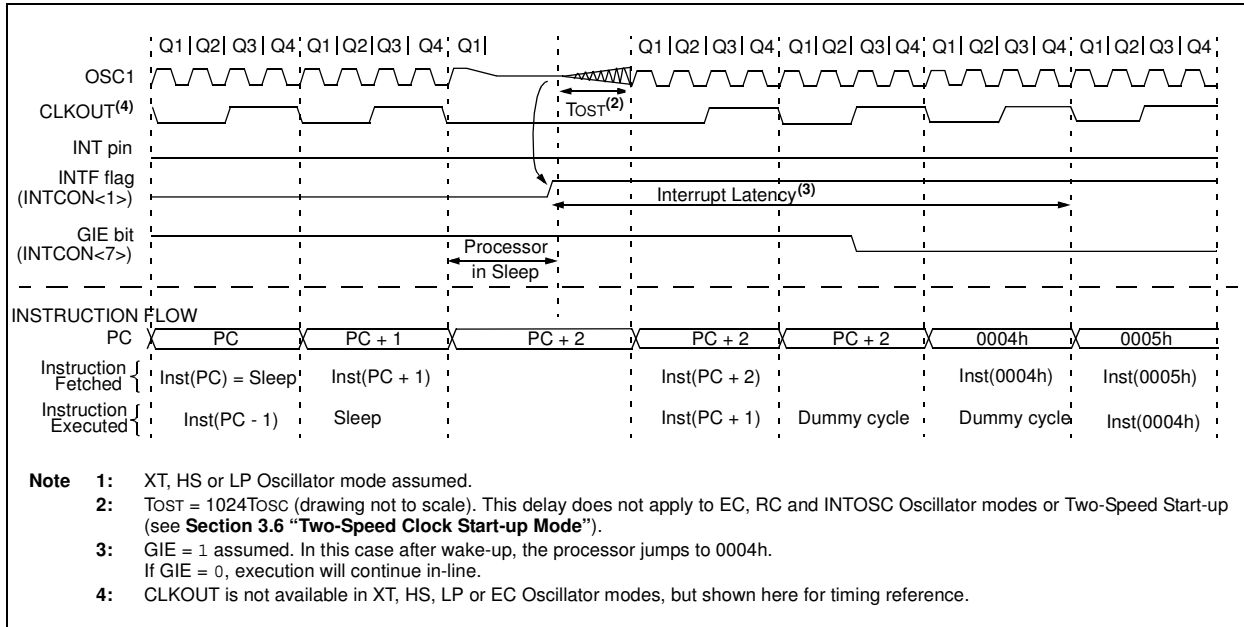 Q1 Q2 Q3 Q4 Q1 Q2 Q3 Q4 Q1 Q1 Q2 Q3 Q4 Q1 Q2 Q3 Q4 Q1 Q2 Q3 Q4 Q1 Q2 Q3 Q4
OSC1
TOST(2)
CLKOUT(4)
INT pin
INTF flag
(INTCON<1>)
Interrupt Latency(3)
GIE bit
(INTCON<7>)
Processor
in Sleep
INSTRUCTION FLOW
PC PC PC + 1 PC + 2 PC + 2 PC + 2 0004h 0005h
Instruction
Fetched
Inst(PC) = Sleep Inst(PC + 1) Inst(PC + 2) Inst(0004h) Inst(0005h)
Instruction
Executed
Inst(PC - 1) Sleep Inst(PC + 1) Dummy cycle Dummy cycle Inst(0004h)
Note 1: XT, HS or LP Oscillator mode assumed.
2: TOST = 1024TOSC (drawing not to scale). This delay does not apply to EC, RC and INTOSC Oscillator modes or Two-Speed Start-up
(see Section 3.6 “Two-Speed Clock Start-up Mode”).
3: GIE = 1 assumed. In this case after wake-up, the processor jumps to 0004h.
If GIE = 0, execution will continue in-line.
4: CLKOUT is not available in XT, HS, LP or EC Oscillator modes, but shown here for timing reference.